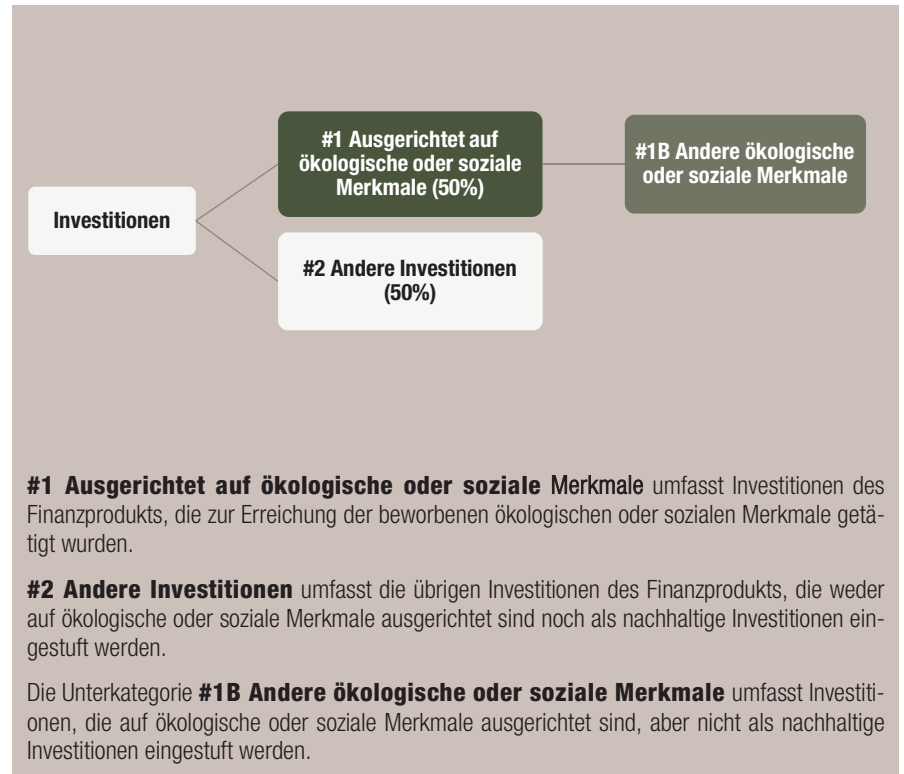 #1 Ausgerichtet auf
ökologische oder soziale
Merkmale (50%)
#1B Andere ökologische
oder soziale Merkmale
Investitionen
#2 Andere Investitionen
(50%)
#1 Ausgerichtet auf ökologische oder soziale Merkmale umfasst Investitionen des
Finanzprodukts, die zur Erreichung der beworbenen ökologischen oder sozialen Merkmale getä-
tigt wurden.
#2 Andere Investitionen umfasst die übrigen Investitionen des Finanzprodukts, die weder
auf ökologische oder soziale Merkmale ausgerichtet sind noch als nachhaltige Investitionen ein-
gestuft werden.
Die Unterkategorie #1B Andere ökologische oder soziale Merkmale umfasst Investiti-
onen, die auf ökologische oder soziale Merkmale ausgerichtet sind, aber nicht als nachhaltige
Investitionen eingestuft werden.